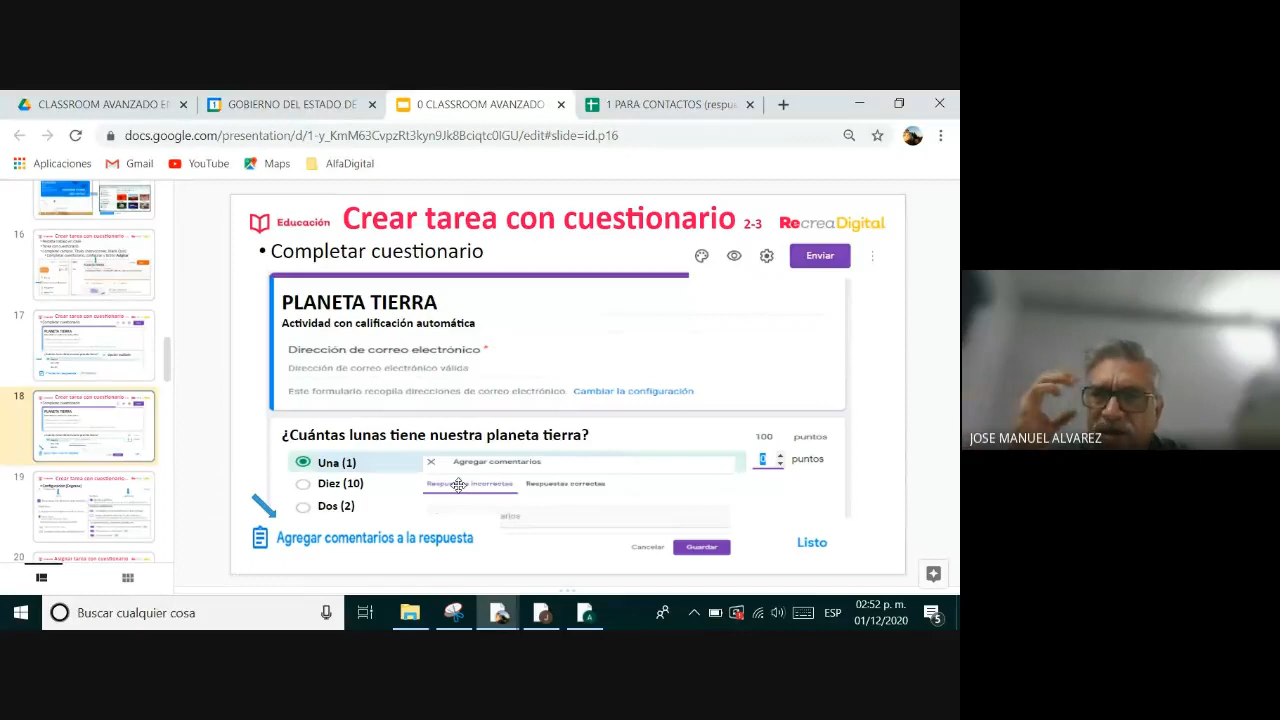 CLASSROOM AVANZADO EN
GOBIERNO DEL ESTADO DE
0 CLASSROOM AVANZADO
1 PARA CONTACTOS (respu
docs.google.com/presentation/d/1-y_KmM63CvpzRt3kyn9Jk8Bciqtc0IGU/edit#slide=id.p16
Aplicaciones
Gmail
YouTube
Maps
AlfaDigital
16
17
18
19
20
Educación
Crear tarea con cuestionario 2-3
RecreaDigital
• Completar cuestionario
Enviar
PLANETA TIERRA
Actividad con calificación automática
Dirección de correo electrónico *
Dirección de correo electrónico válida
Este formulario recopila direcciones de correo electrónico. Cambiar la configuración
¿Cuántas lunas tiene nuestra planeta tierra?
100 puntos
Una (1)
Agregar comentarios
0 puntos
Diez (10)
Respuestas incorrectas
Respuestas correctas
Dos (2)
Agregar comentarios a la respuesta
Cancelar
Guardar
Listo
JOSE MANUEL ALVAREZ
Buscar cualquier cosa
ESP
02:52 p. m.
01/12/2020
5